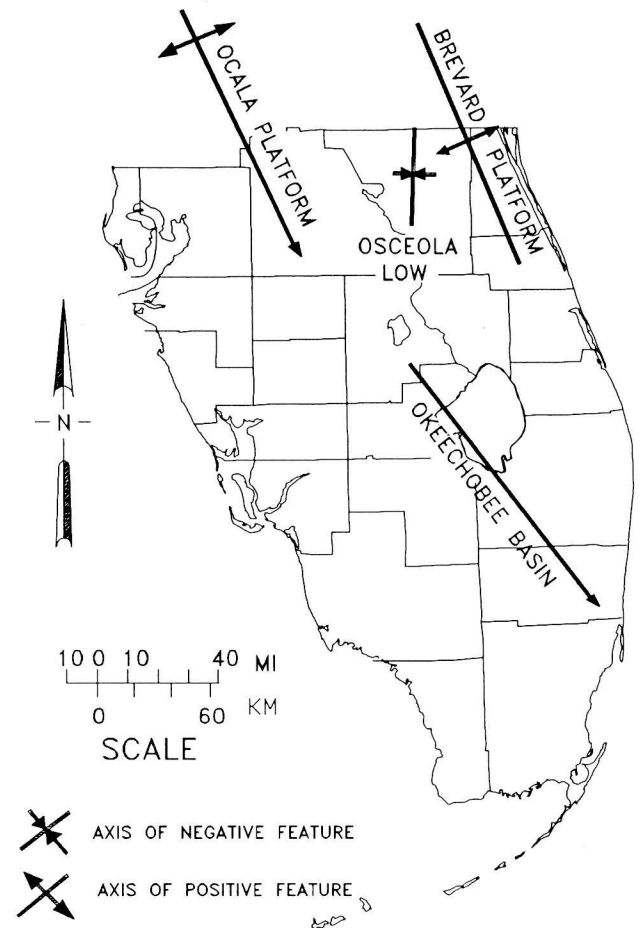 OCALA PLATFORM
BREVARD PLATFORM
OSCEOLA
LOW
OKEECHOBEE BASIN
N
10 0 10 40 MI
0 60 KM
SCALE
AXIS OF NEGATIVE FEATURE
AXIS OF POSITIVE FEATURE